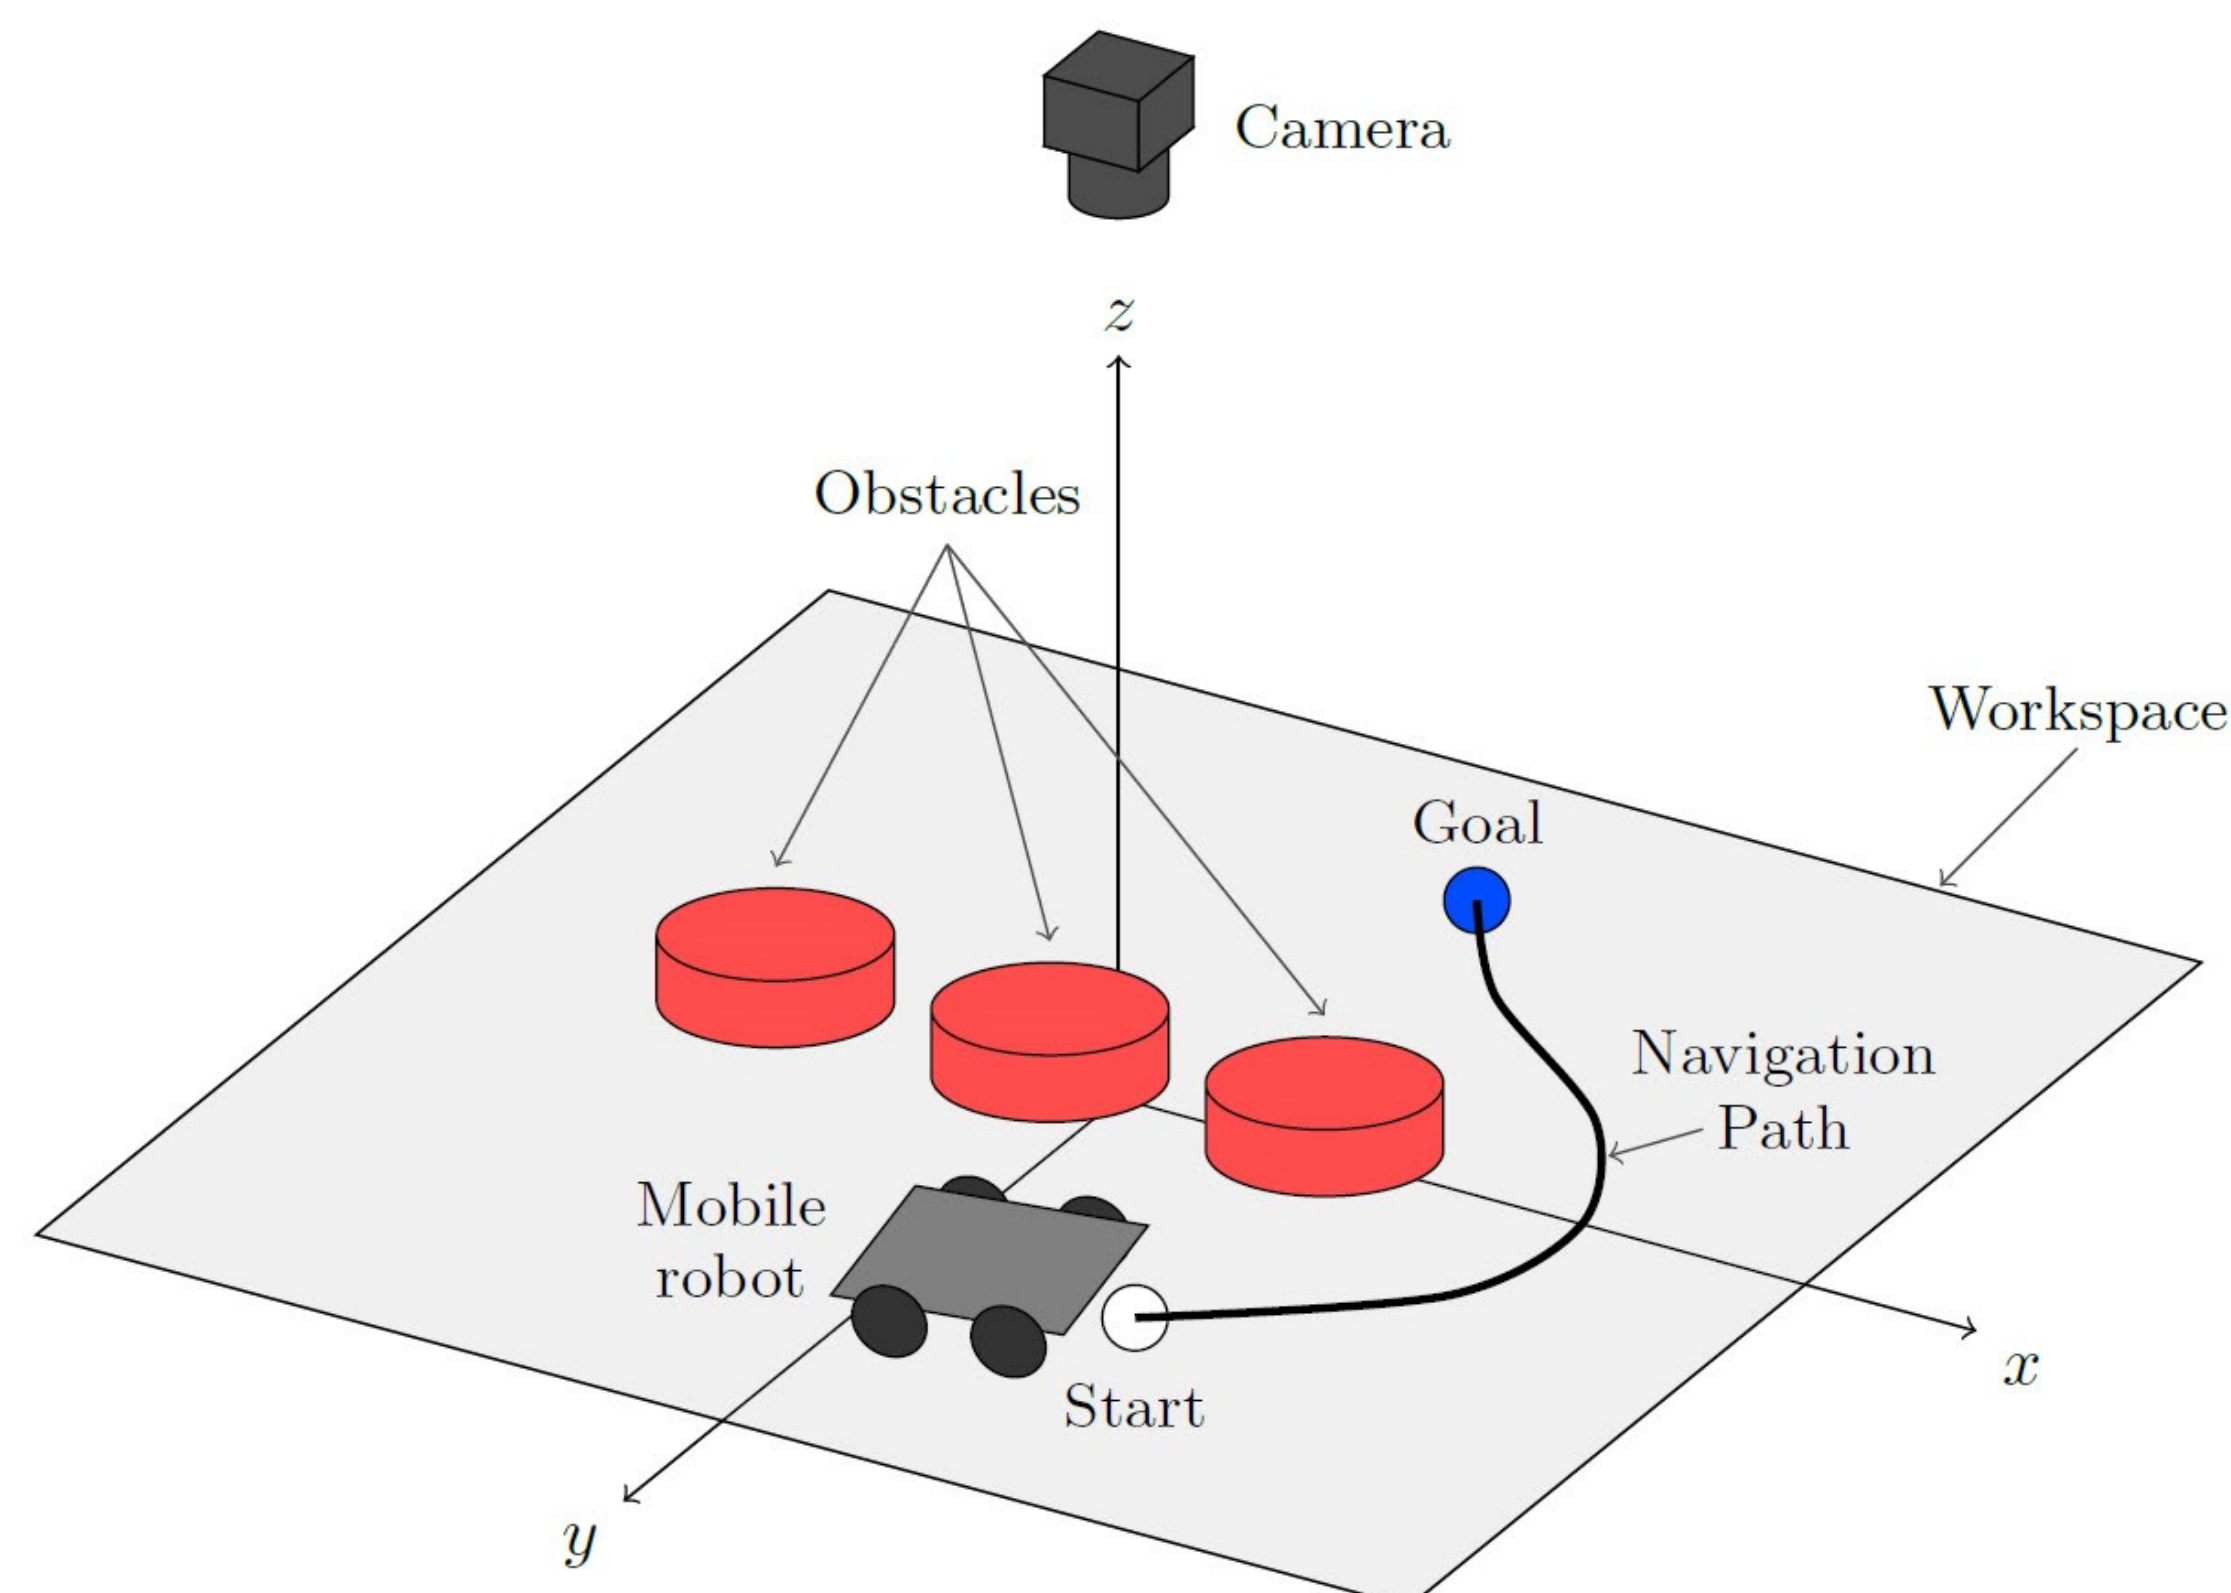 Camera
z
Obstacles
Workspace
Goal
Navigation
Path
Mobile
robot
x
Start
y